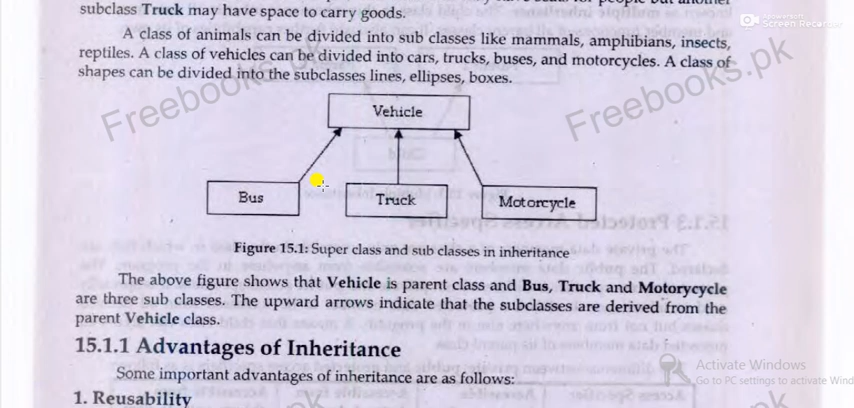 subclass Truck may have space to carry goods.
A class of animals can be divided into sub classes like mammals, amphibians, insects,
reptiles. A class of vehicles can be divided into cars, trucks, buses, and motorcycles. A class of
shapes can be divided into the subclasses lines, ellipses, boxes.
Freebooks.pk
Freebooks.pk
Vehicle
Bus
Truck
Motorcycle
Figure 15.1: Super class and sub classes in inheritance
The above figure shows that Vehicle is parent class and Bus, Truck and Motorycycle
are three sub classes. The upward arrows indicate that the subclasses are derived from the
parent Vehicle class.
15.1.1 Advantages of Inheritance
Some important advantages of inheritance are as follows:
1. Reusability
Screen Recorder
Activate Windows
Go to PC settings to activate Wind